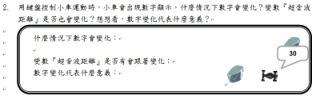 2. 用鍵盤控制小車運動時，小車會出現數字顯示，什麼情況下數字會變化？變數『超音波
距離』是否也會變化？想想看，數字變化代表什麼意義？
什麼情況下數字會變化：
變數『超音波距離』是否有會跟著變化：
數字變化代表什麼意義：
30